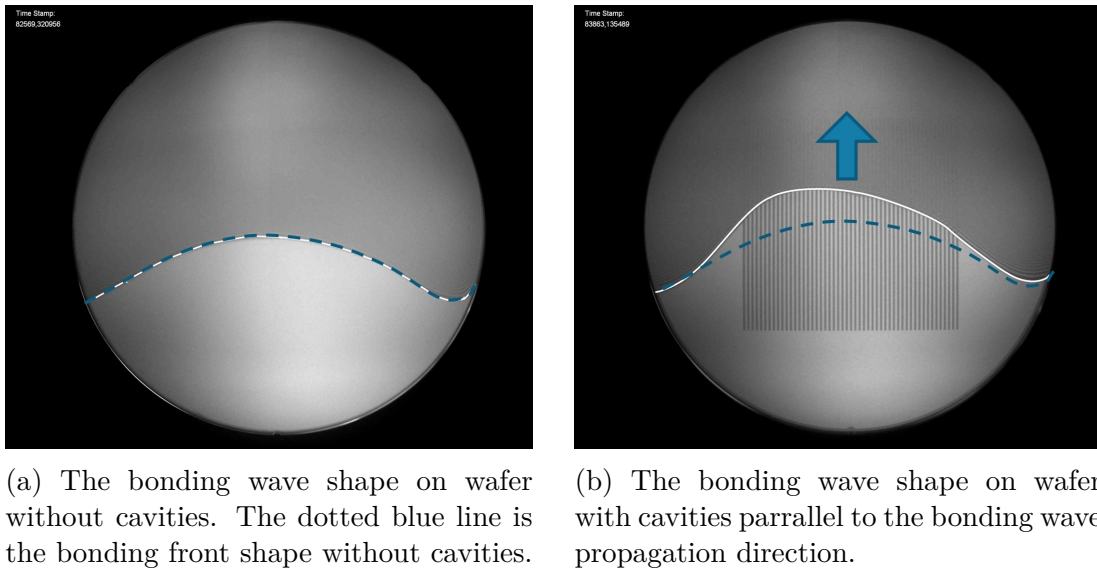 Time Stamp:
82569,320956
Time Stamp:
83863,135489
(a) The bonding wave shape on wafer
without cavities. The dotted blue line is
the bonding front shape without cavities.
(b) The bonding wave shape on wafer
with cavities parrallel to the bonding wave
propagation direction.